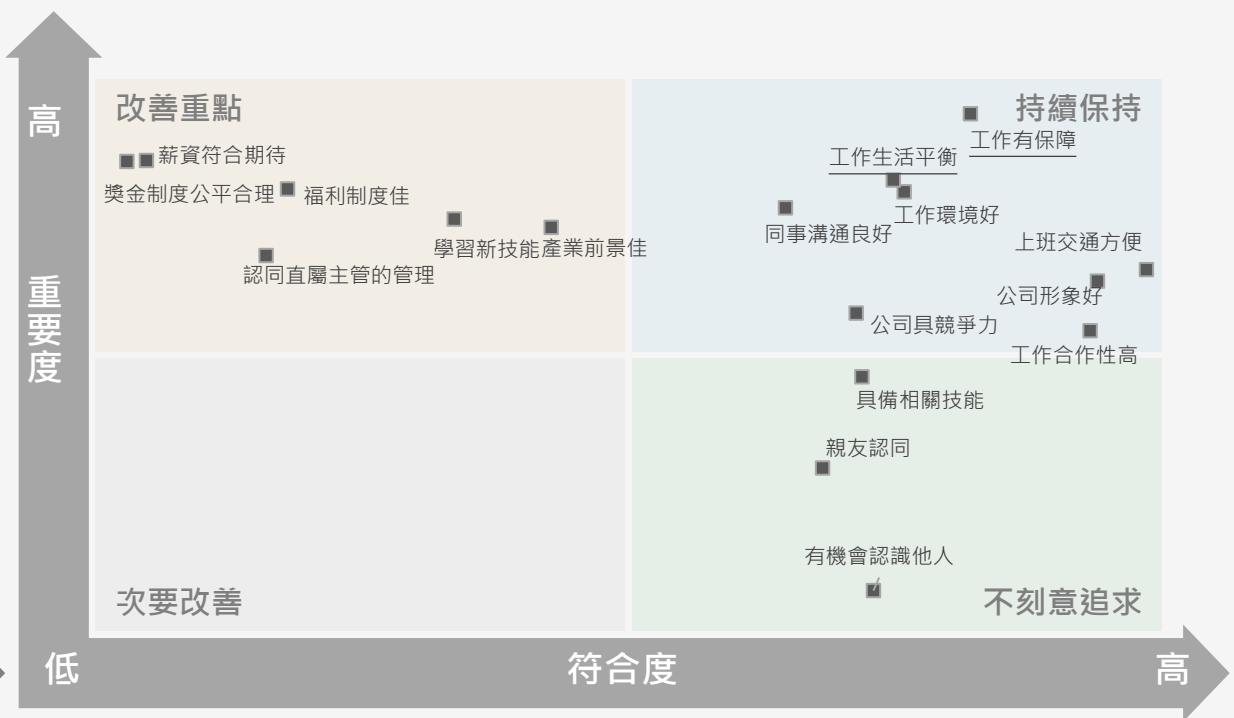 高
重要度
低
符合度
高
改善重點
薪資符合期待
獎金制度公平合理
福利制度佳
學習新技能
產業前景佳
認同直屬主管的管理
持續保持
工作有保障
工作生活平衡
工作環境好
同事溝通良好
上班交通方便
公司形象好
公司具競爭力
工作合作性高
具備相關技能
親友認同
有機會認識他人
次要改善
不刻意追求